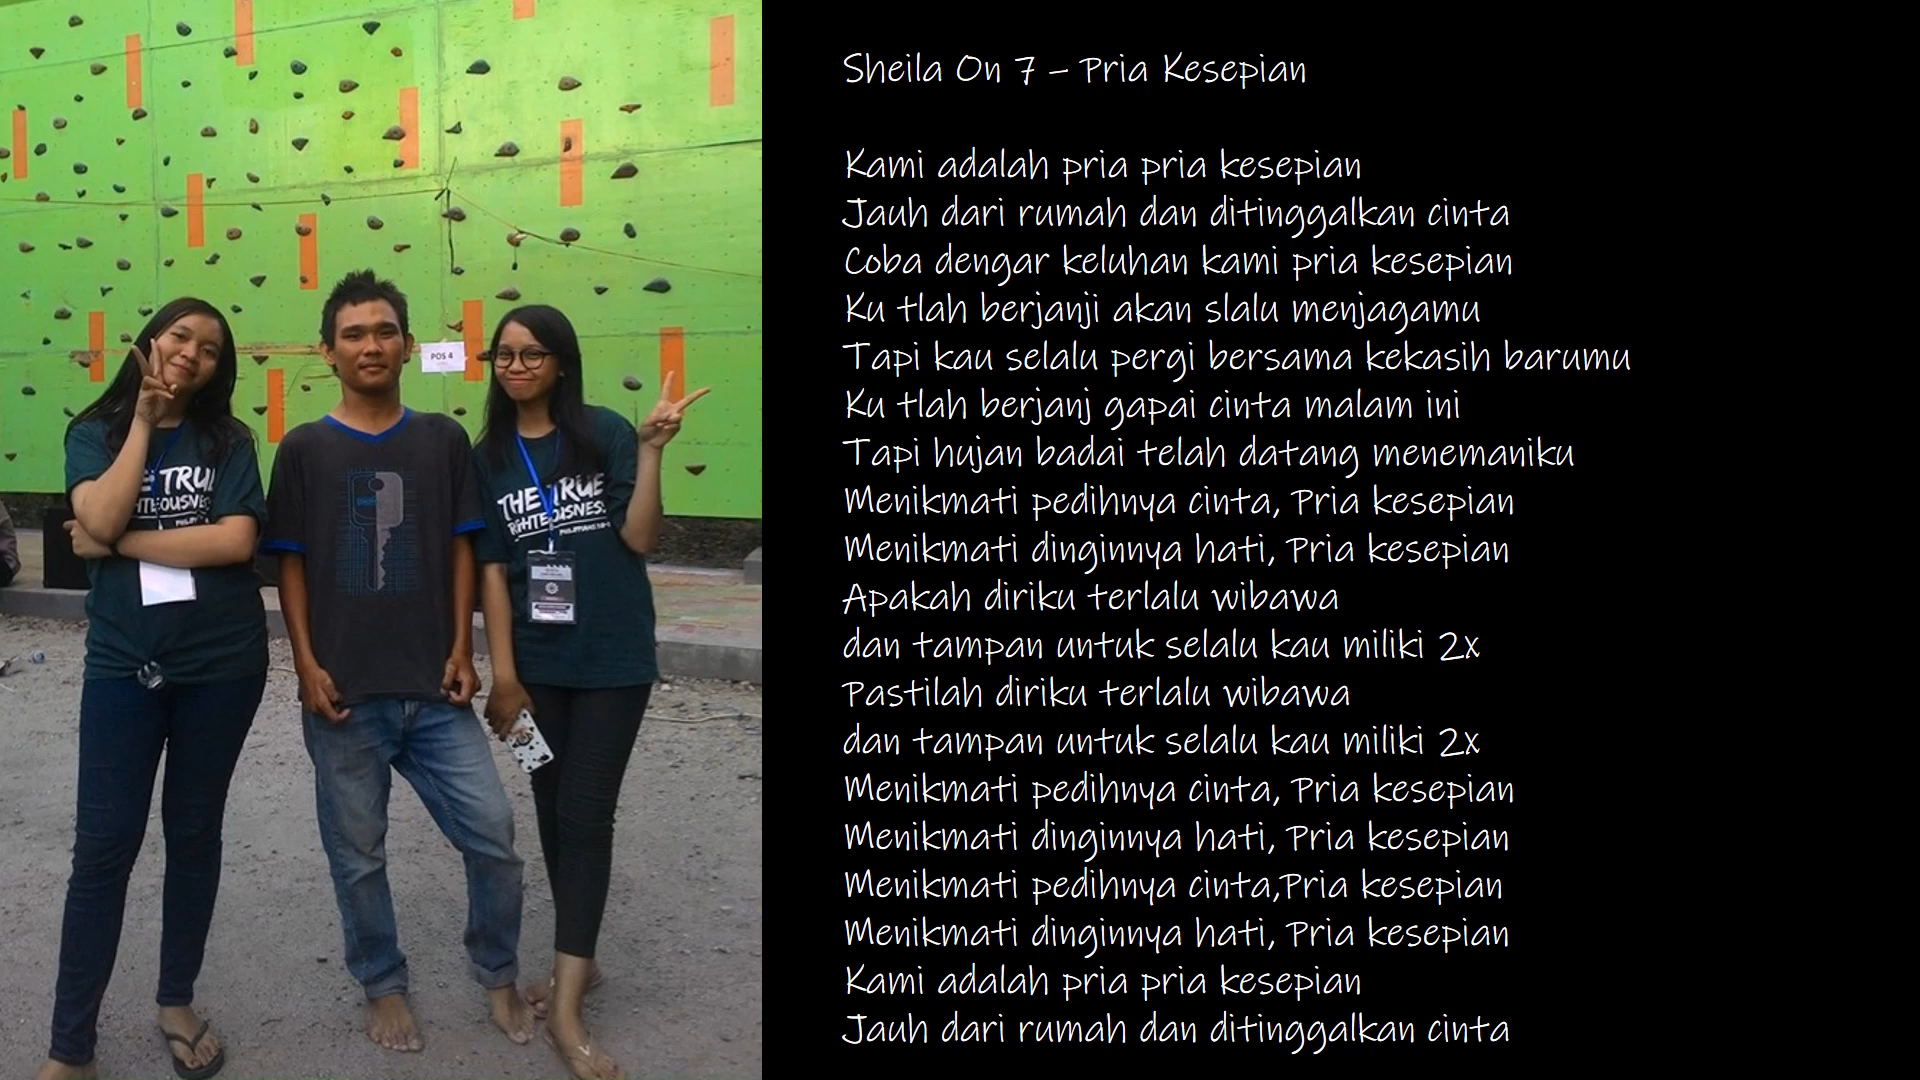 Sheila On 7 – Pria Kesepian
Kami adalah pria pria kesepian
Jauh dari rumah dan ditinggalkan cinta
Coba dengar keluhan kami pria kesepian
Ku tlah berjanji akan slalu menjagamu
Tapi kau selalu pergi bersama kekasih barumu
Ku tlah berjanj gapai cinta malam ini
Tapi hujan badai telah datang menemaniku
Menikmati pedihnya cinta, Pria kesepian
Menikmati dinginnya hati, Pria kesepian
Apakah diriku terlalu wibawa
dan tampan untuk selalu kau miliki 2x
Pastilah diriku terlalu wibawa
dan tampan untuk selalu kau miliki 2x
Menikmati pedihnya cinta, Pria kesepian
Menikmati dinginnya hati, Pria kesepian
Menikmati pedihnya cinta,Pria kesepian
Menikmati dinginnya hati, Pria kesepian
Kami adalah pria pria kesepian
Jauh dari rumah dan ditinggalkan cinta
POS 4
THE TRUE
RIGHTEOUSNESS